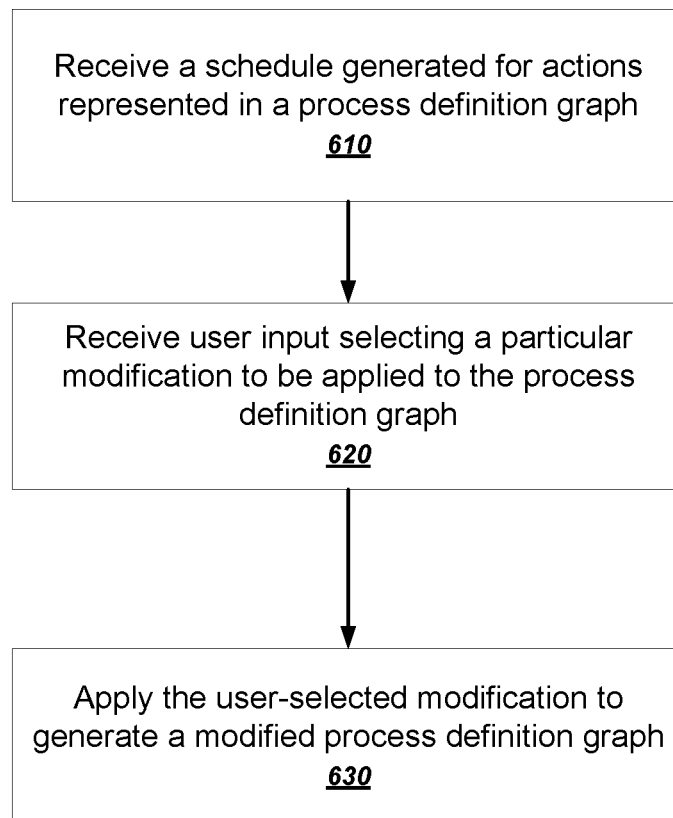 Receive a schedule generated for actions
represented in a process definition graph
610
Receive user input selecting a particular
modification to be applied to the process
definition graph
620
Apply the user-selected modification to
generate a modified process definition graph
630